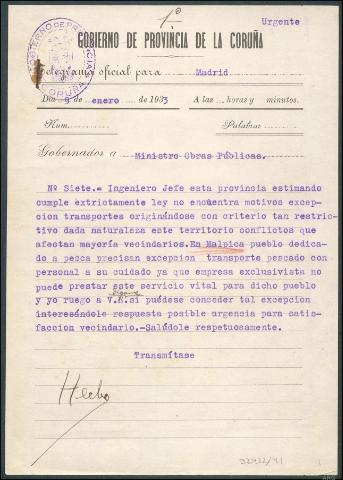 1º
Urgente
GOBIERNO DE PROVINCIA DE LA CORUÑA
Telegrama oficial para Madrid
Día 9 de enero de 1933 A las horas y minutos.
Núm. Palabras
Gobernador a Ministro Obras Públicas.
Nº Siete.- Ingeniero Jefe esta provincia estimando
cumple extrictamente ley no encuentra motivos excep-
cion transportes originándose con criterio tan restric-
tivo dada naturaleza este territorio conflictos que
afectan mayoría vecindarios. En Malpica pueblo dedica-
do a pesca precisan excepcion transporte pescado con
personal a su cuidado ya que empresa exclusivista no
puede prestar este servicio vital para dicho pueblo
y yo ruego a V.E. si puédese conceder tal excepcion
interesándole respuesta posible urgencia para satis-
faccion vecindario.-Salúdole respetuosamente.
Transmítase
Hecho
32422/41